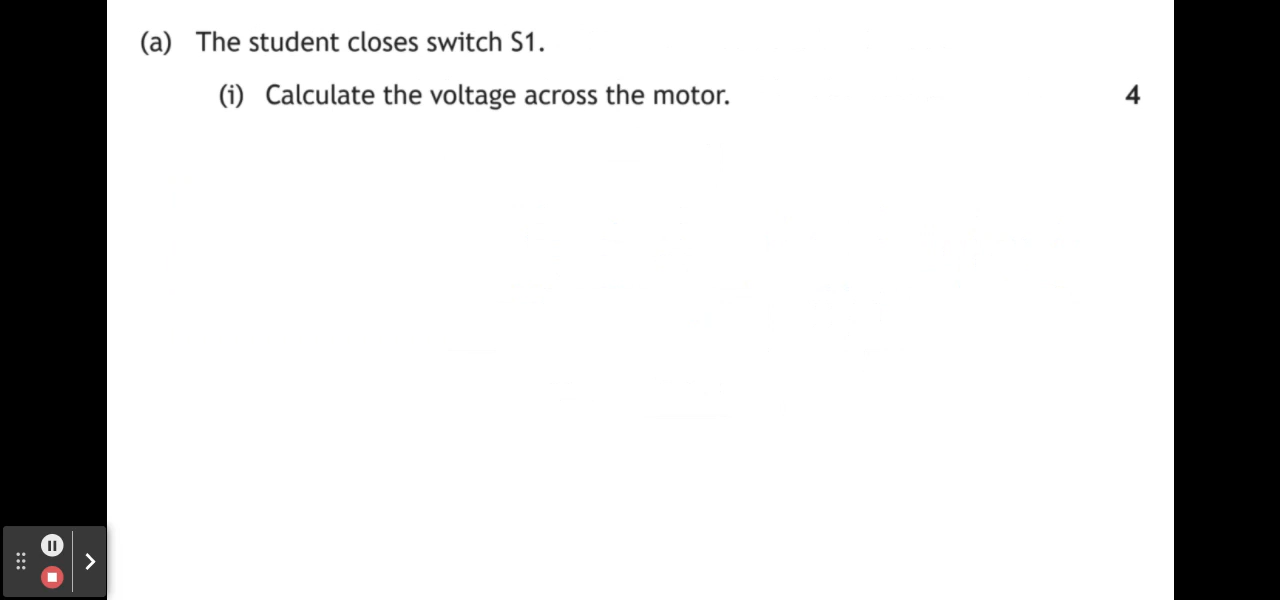 (a) The student closes switch S1.
(i) Calculate the voltage across the motor. 4